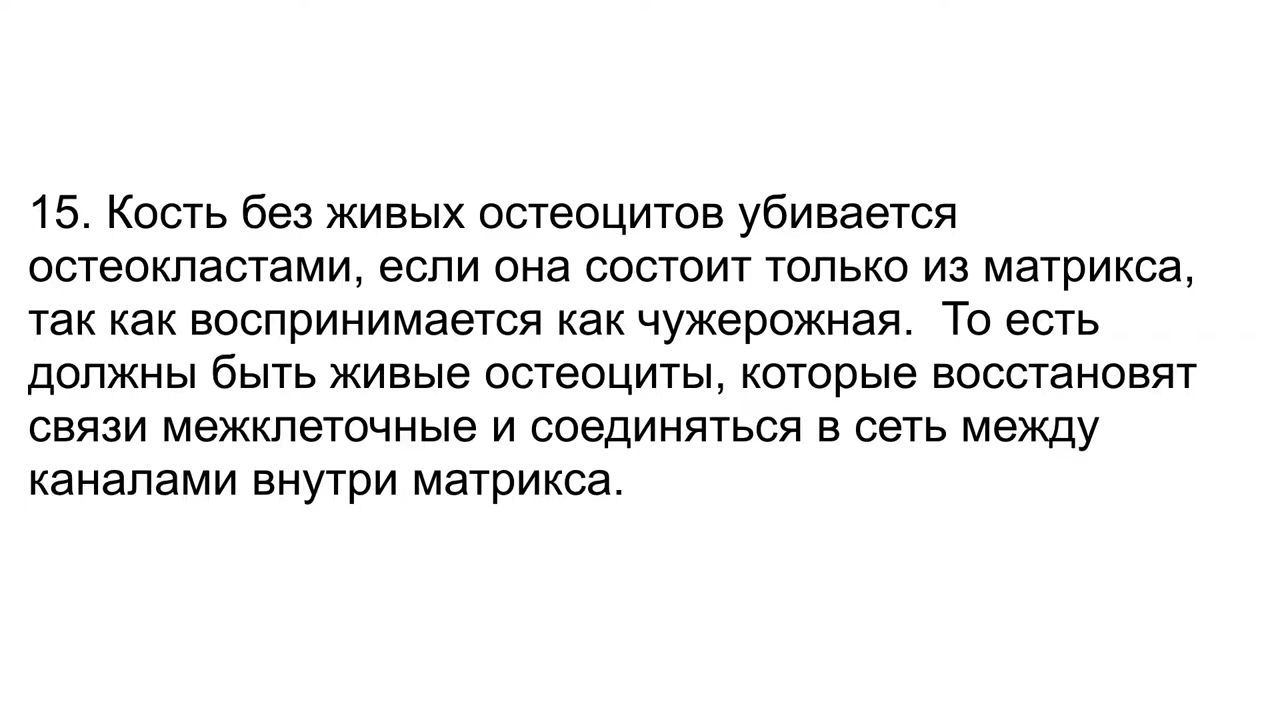 15. Кость без живых остеоцитов убивается
остеокластами, если она состоит только из матрикса,
так как воспринимается как чужерожная.  То есть
должны быть живые остеоциты, которые восстановят
связи межклеточные и соединяться в сеть между
каналами внутри матрикса.